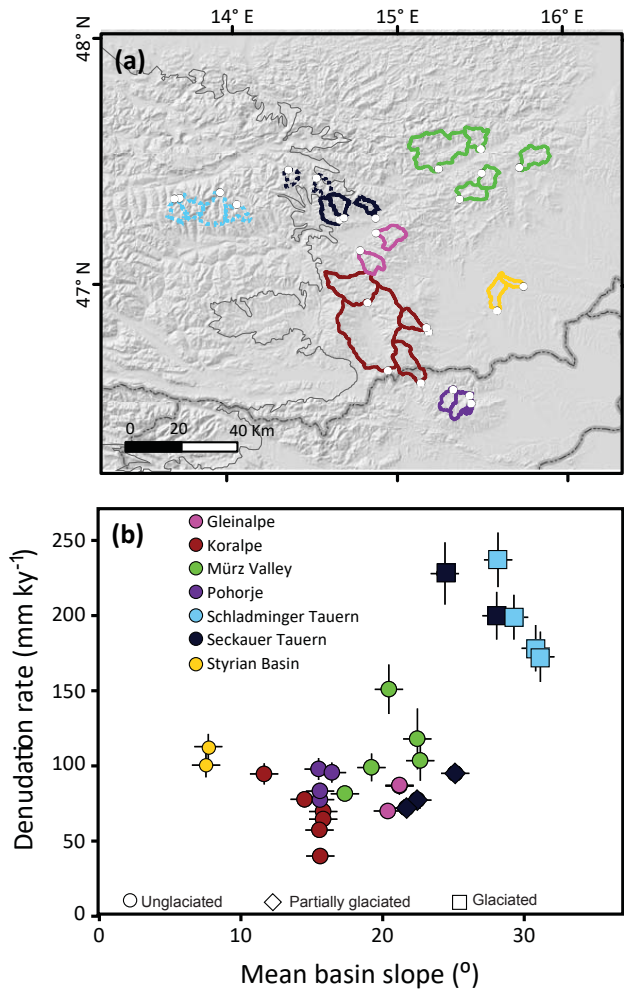 14° E 15° E 16° E
48° N
(a)
47° N
0 20 40 Km
(b)
Gleinalpe
Koralpe
Mürz Valley
Pohorje
Schladminger Tauern
Seckauer Tauern
Styrian Basin
250
200
150
100
50
0
Denudation rate (mm ky⁻¹)
Unglaciated Partially glaciated Glaciated
0 10 20 30
Mean basin slope (°)